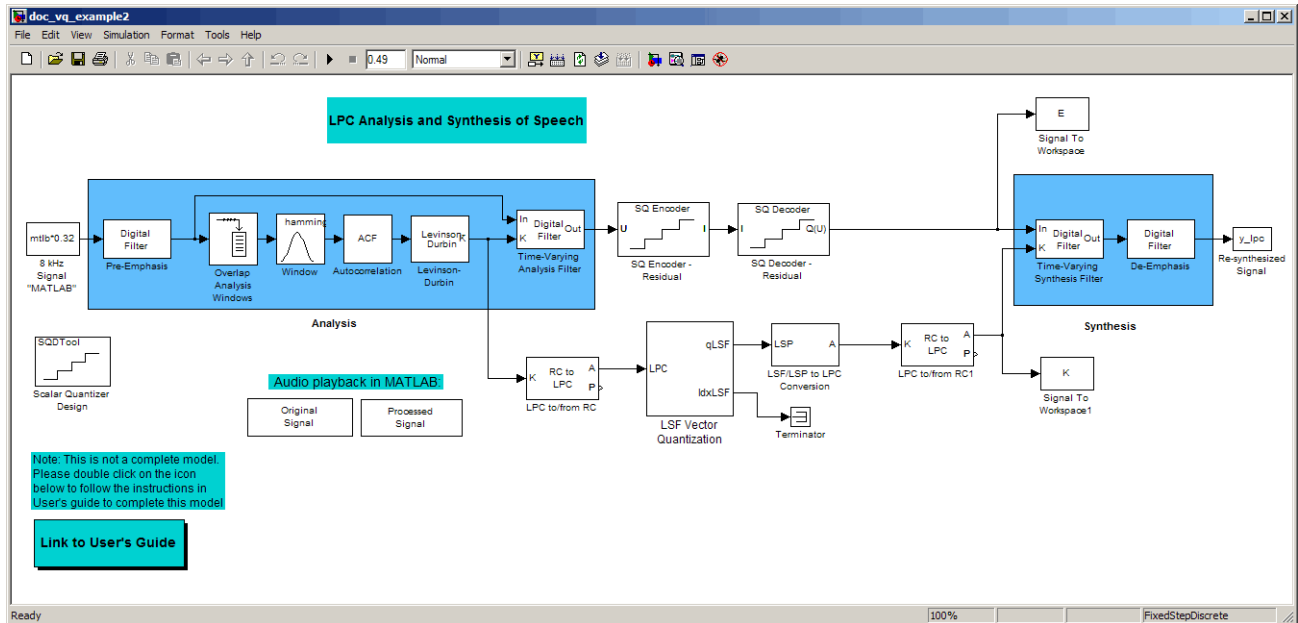 doc_vq_example2
File Edit View Simulation Format Tools Help
0.49 Normal
LPC Analysis and Synthesis of Speech
E
Signal To
Workspace
mtlb*0.32
8 kHz
Signal
"MATLAB"
Digital
Filter
Pre-Emphasis
Overlap
Analysis
Windows
hamming
Window
ACF
Autocorrelation
Levinson
Durbin
K
Levinson-
Durbin
In
K
Digital
Filter
Out
Time-Varying
Analysis Filter
SQ Encoder
U
I
SQ Encoder -
Residual
SQ Decoder
I
Q(U)
SQ Decoder -
Residual
In
K
Digital
Filter
Out
Time-Varying
Synthesis Filter
Digital
Filter
De-Emphasis
y_lpc
Re-synthesized
Signal
Analysis
Synthesis
SQDTool
Scalar Quantizer
Design
Audio playback in MATLAB:
Original
Signal
Processed
Signal
K
RC to
LPC
A
P
LPC to/from RC
LPC
qLSF
IdxLSF
LSF Vector
Quantization
LSP
A
LSF/LSP to LPC
Conversion
Terminator
K
RC to
LPC
A
P
LPC to/from RC1
K
Signal To
Workspace1
Note: This is not a complete model.
Please double click on the icon
below to follow the instructions in
User's guide to complete this model
Link to User's Guide
Ready
100%
FixedStepDiscrete